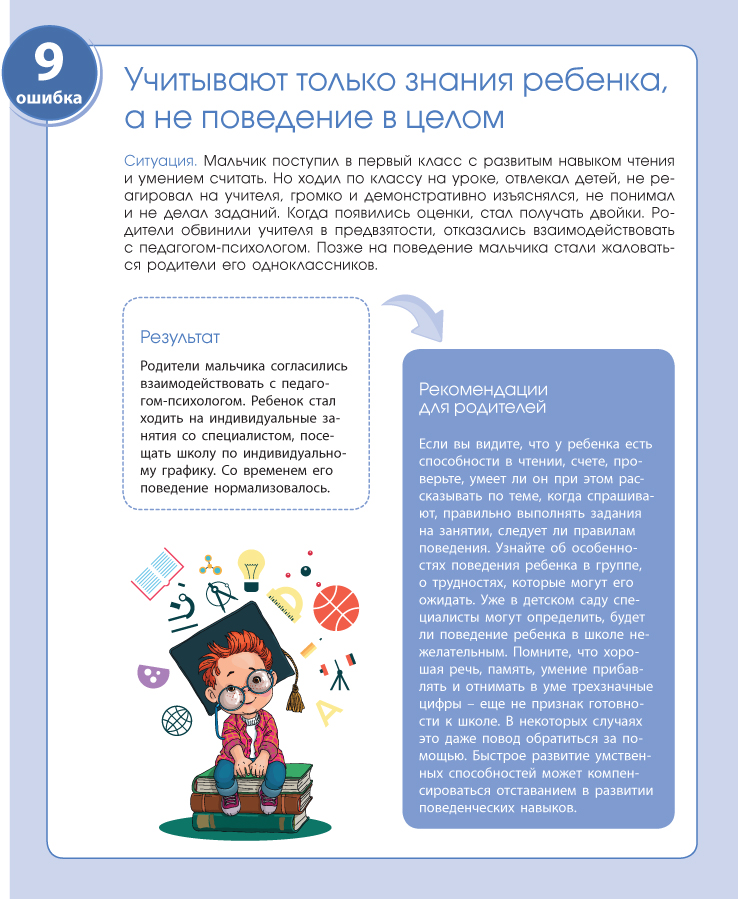 9
ошибка
Учитывают только знания ребенка,
а не поведение в целом
Ситуация. Мальчик поступил в первый класс с развитым навыком чтения
и умением считать. Но ходил по классу на уроке, отвлекал детей, не ре-
агировал на учителя, громко и демонстративно изъяснялся, не понимал
и не делал заданий. Когда появились оценки, стал получать двойки. Ро-
дители обвинили учителя в предвзятости, отказались взаимодействовать
с педагогом-психологом. Позже на поведение мальчика стали жаловать-
ся родители его одноклассников.
Результат
Родители мальчика согласились
взаимодействовать с педаго-
гом-психологом. Ребенок стал
ходить на индивидуальные за-
нятия со специалистом, посе-
щать школу по индивидуально-
му графику. Со временем его
поведение нормализовалось.
Рекомендации
для родителей
Если вы видите, что у ребенка есть
способности в чтении, счете, про-
верьте, умеет ли он при этом рас-
сказывать по теме, когда спрашива-
ют, правильно выполнять задания
на занятии, следует ли правилам
поведения. Узнайте об особенно-
стях поведения ребенка в группе,
о трудностях, которые могут его
ожидать. Уже в детском саду спе-
циалисты могут определить, будет
ли поведение ребенка в школе не-
желательным. Помните, что хоро-
шая речь, память, умение прибав-
лять и отнимать в уме трехзначные
цифры – еще не признак готовно-
сти к школе. В некоторых случаях
это даже повод обратиться за по-
мощью. Быстрое развитие умствен-
ных способностей может компен-
сироваться отставанием в развитии
поведенческих навыков.
A